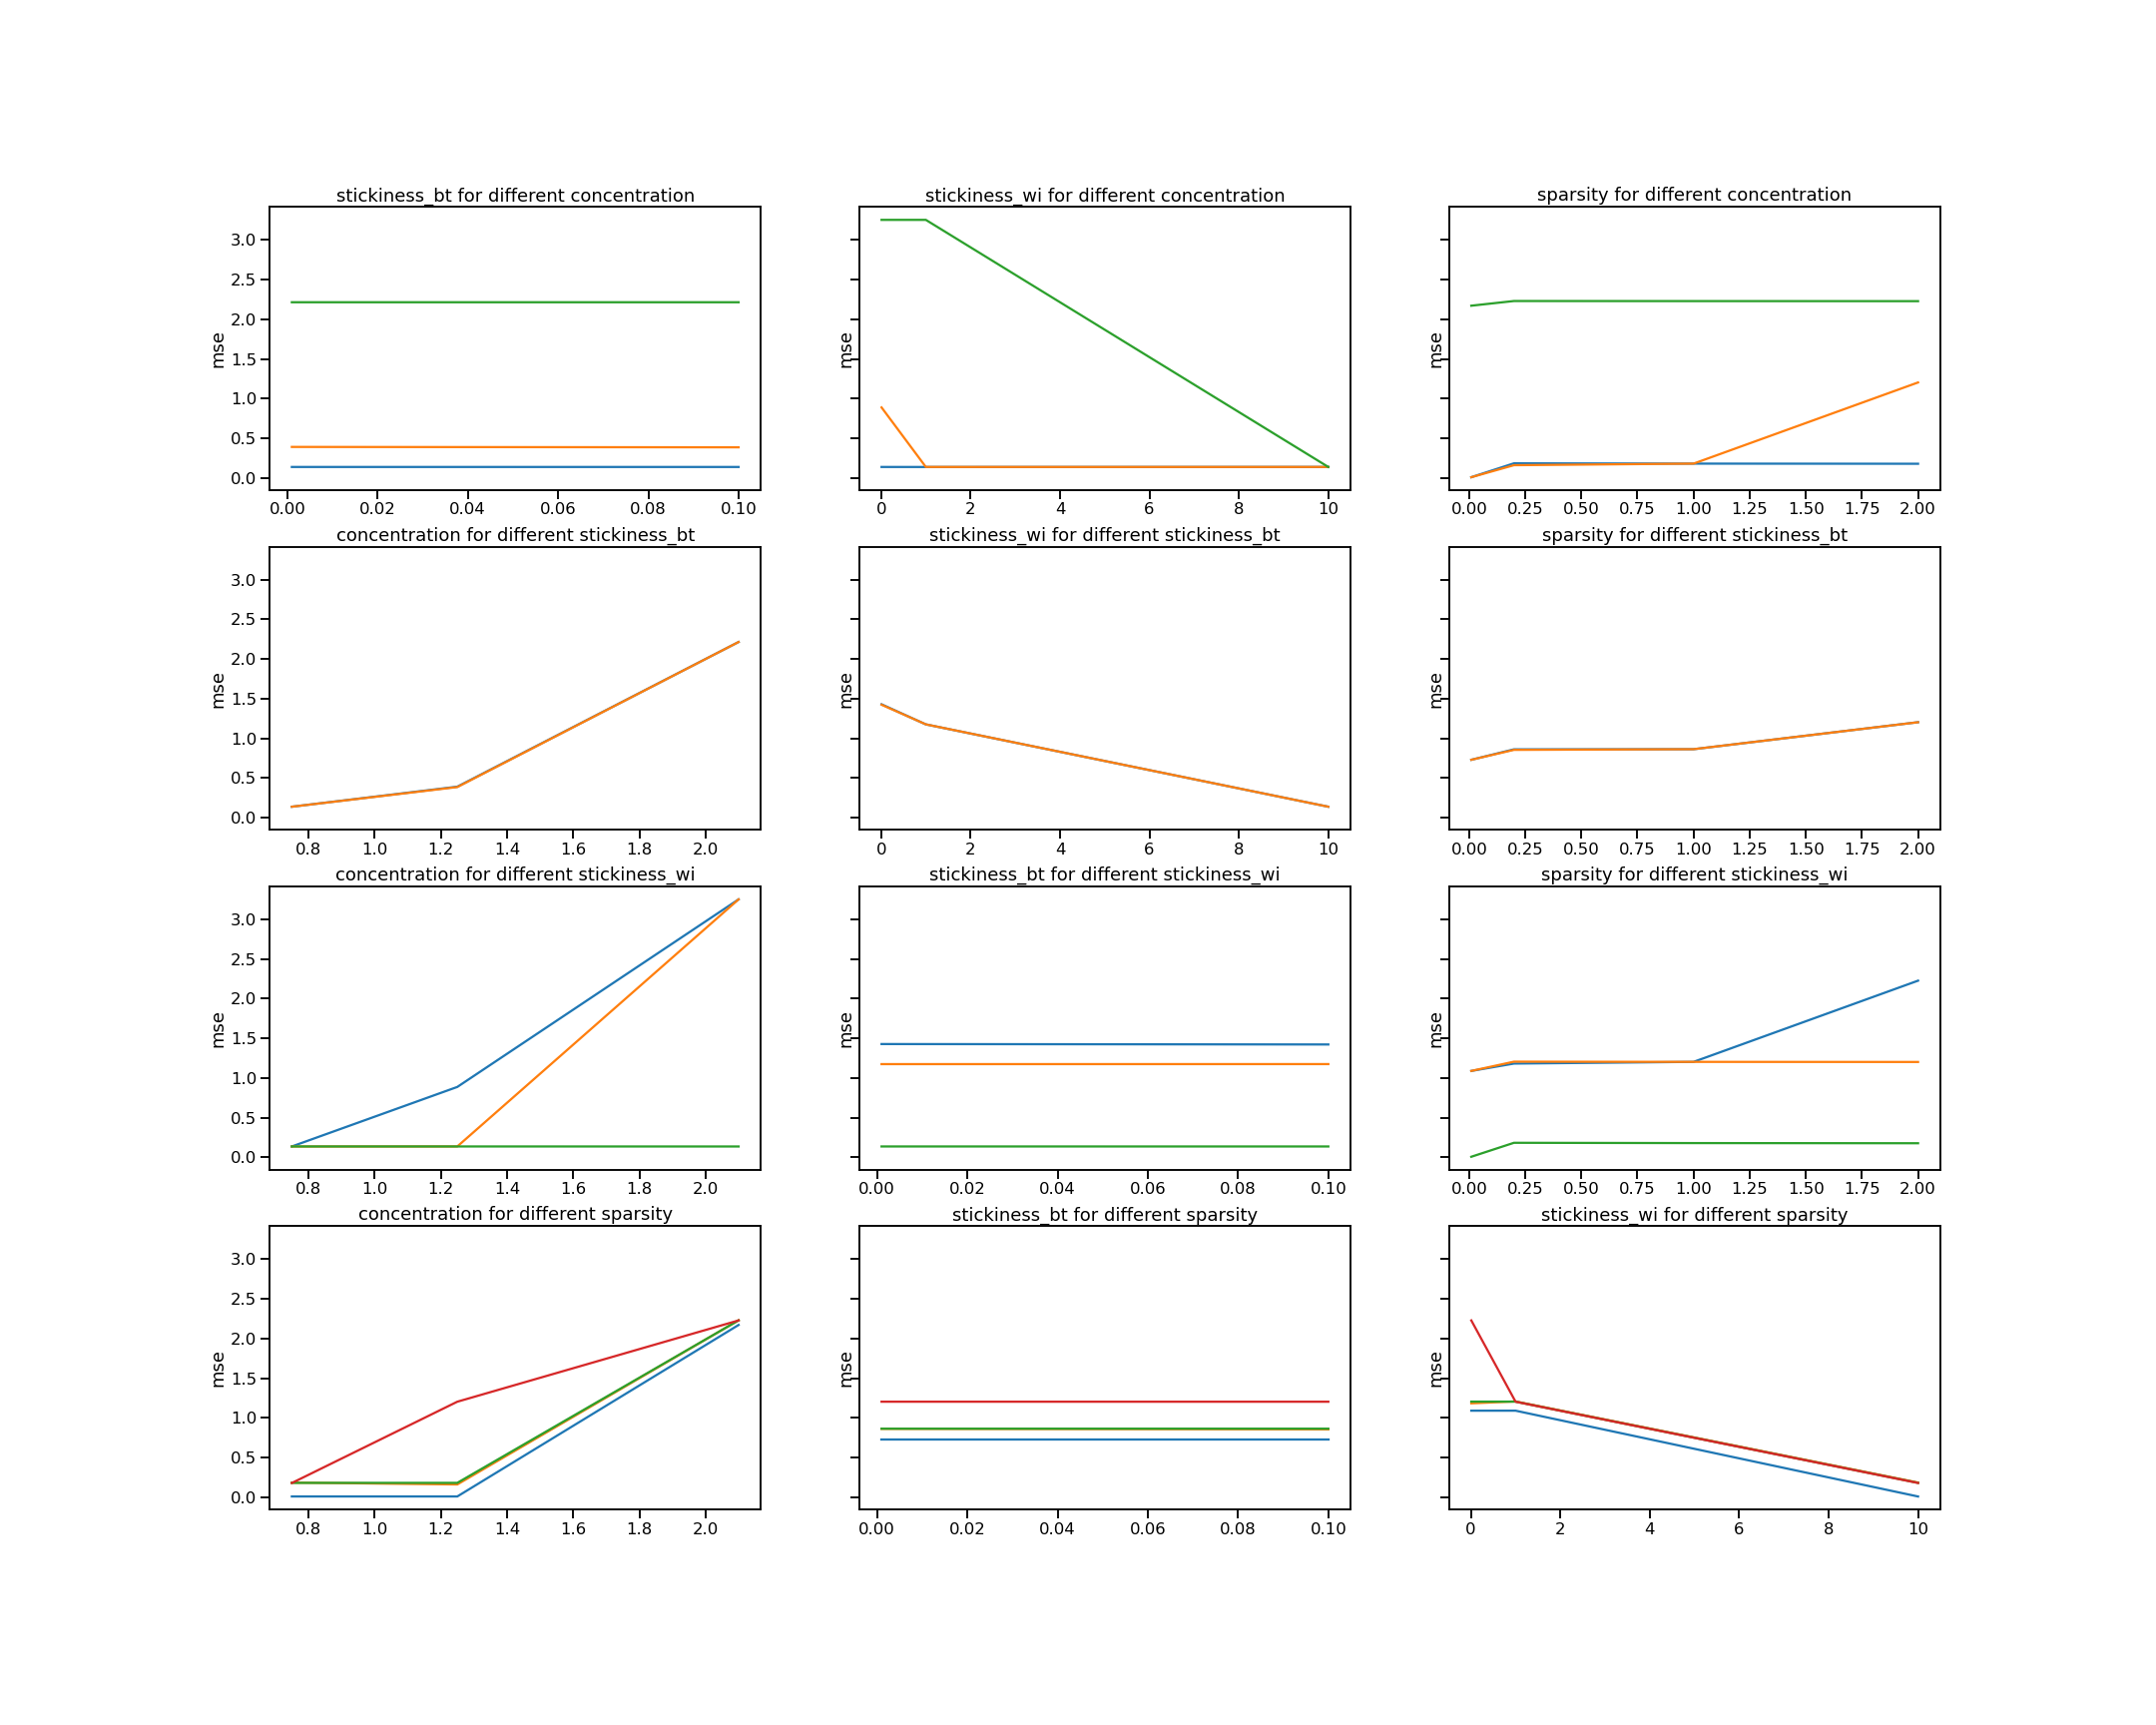 stickiness_bt for different concentration
stickiness_wi for different concentration
sparsity for different concentration
mse
3.0
2.5
2.0
1.5
1.0
0.5
0.0
0.00 0.02 0.04 0.06 0.08 0.10
mse
0 2 4 6 8 10
mse
0.00 0.25 0.50 0.75 1.00 1.25 1.50 1.75 2.00
concentration for different stickiness_bt
stickiness_wi for different stickiness_bt
sparsity for different stickiness_bt
mse
3.0
2.5
2.0
1.5
1.0
0.5
0.0
0.8 1.0 1.2 1.4 1.6 1.8 2.0
mse
0 2 4 6 8 10
mse
0.00 0.25 0.50 0.75 1.00 1.25 1.50 1.75 2.00
concentration for different stickiness_wi
stickiness_bt for different stickiness_wi
sparsity for different stickiness_wi
mse
3.0
2.5
2.0
1.5
1.0
0.5
0.0
0.8 1.0 1.2 1.4 1.6 1.8 2.0
mse
0.00 0.02 0.04 0.06 0.08 0.10
mse
0.00 0.25 0.50 0.75 1.00 1.25 1.50 1.75 2.00
concentration for different sparsity
stickiness_bt for different sparsity
stickiness_wi for different sparsity
mse
3.0
2.5
2.0
1.5
1.0
0.5
0.0
0.8 1.0 1.2 1.4 1.6 1.8 2.0
mse
0.00 0.02 0.04 0.06 0.08 0.10
mse
0 2 4 6 8 10